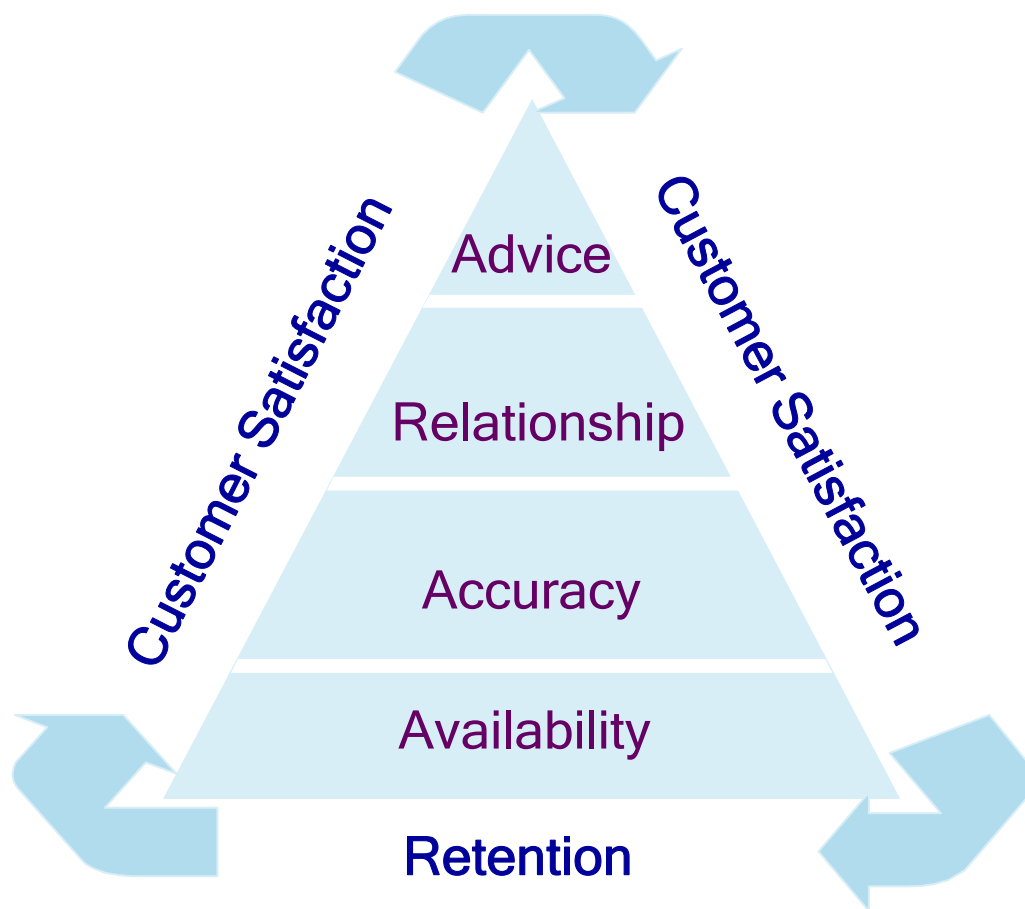 Customer Satisfaction
Customer Satisfaction
Advice
Relationship
Accuracy
Availability
Retention